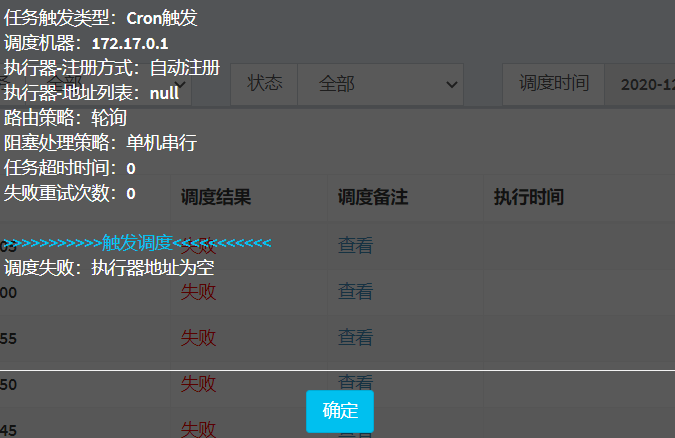 任务触发类型：Cron触发
调度机器：172.17.0.1
执行器-注册方式：自动注册
执行器-地址列表：null
路由策略：轮询
阻塞处理策略：单机串行
任务超时时间：0
失败重试次数：0
>>>>>>>>>>>触发调度<<<<<<<<<<<
调度失败：执行器地址为空
全部 状态 全部 调度时间 2020-12
调度结果 调度备注 执行时间
失败 查看
00 失败 查看
55 失败 查看
50 失败 查看
45 失败
确定